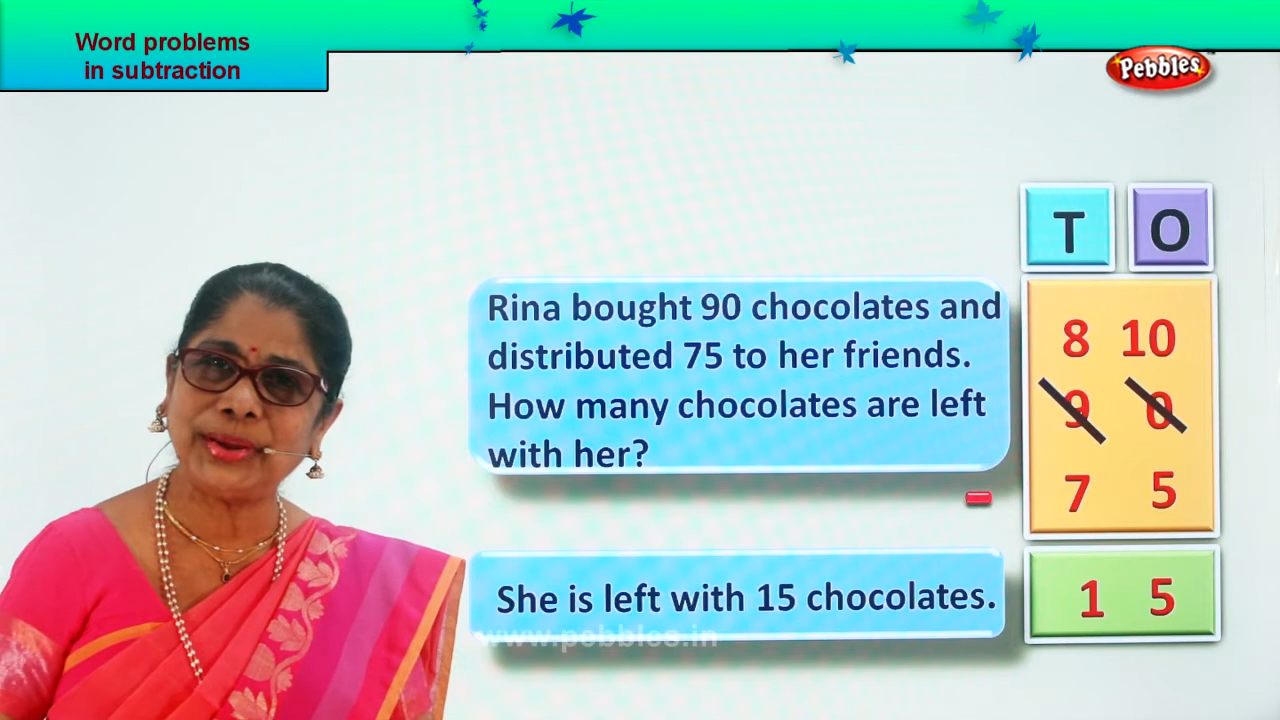 Word problems
in subtraction
Pebbles
T O
Rina bought 90 chocolates and
distributed 75 to her friends.
How many chocolates are left
with her?
8 10
9 0
- 7 5
1 5
She is left with 15 chocolates.
www.pebbles.in